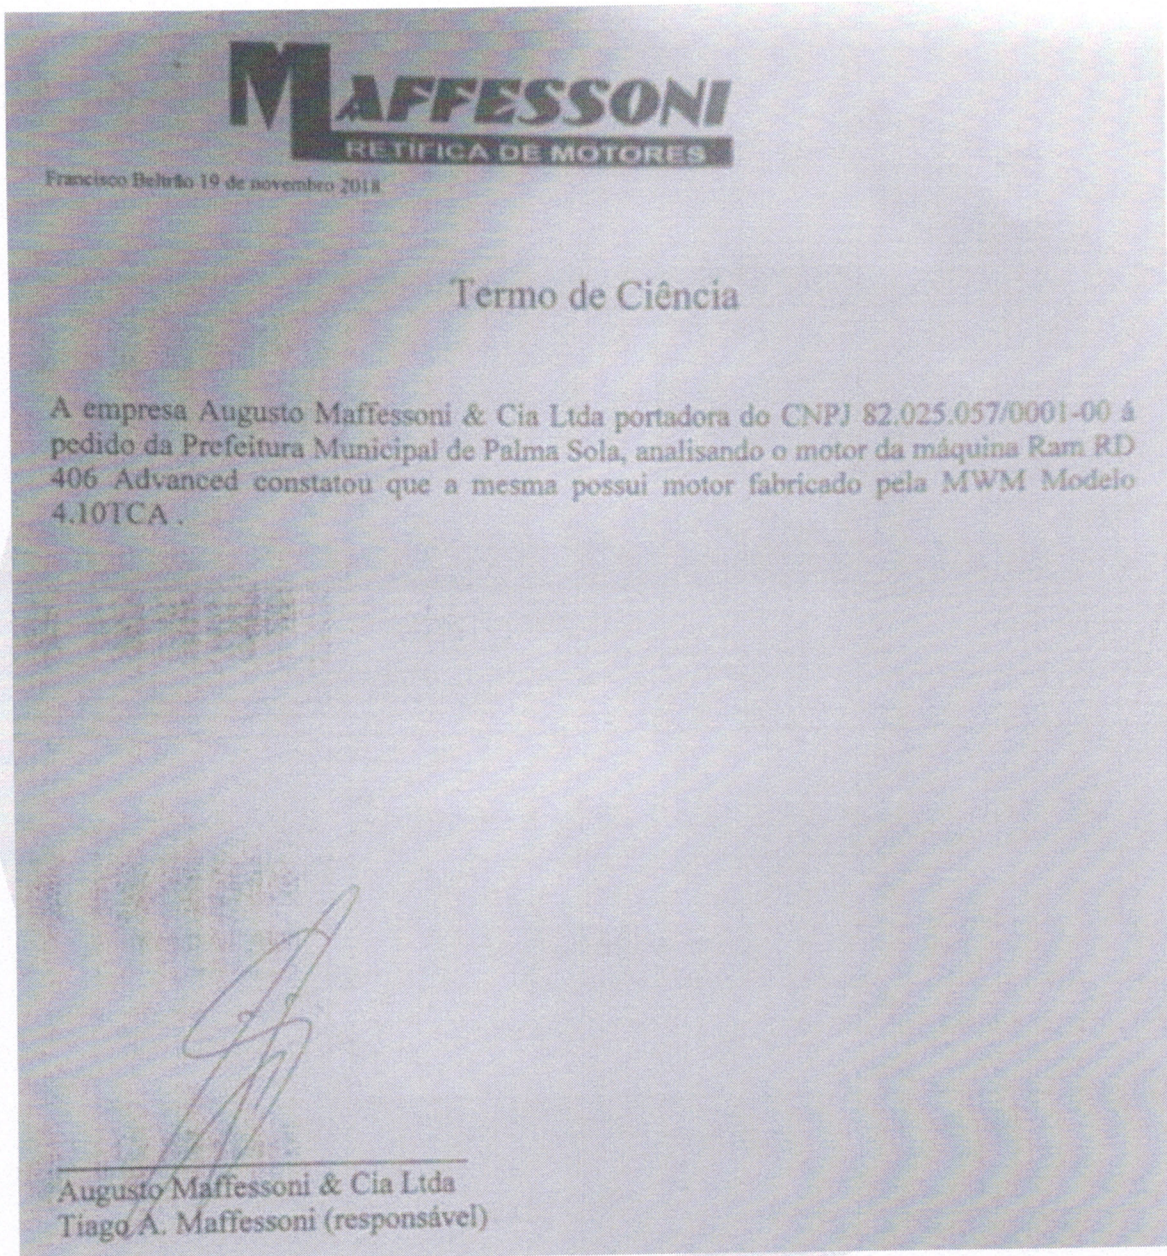 MAFFESSONI
RETÍFICA DE MOTORES
Francisco Beltrão 19 de novembro 2018
Termo de Ciência
A empresa Augusto Maffessoni & Cia Ltda portadora do CNPJ 82.025.057/0001-00 á
pedido da Prefeitura Municipal de Palma Sola, analisando o motor da máquina Ram RD
406 Advanced constatou que a mesma possui motor fabricado pela MWM Modelo
4.10TCA .
Augusto Maffessoni & Cia Ltda
Tiago A. Maffessoni (responsável)